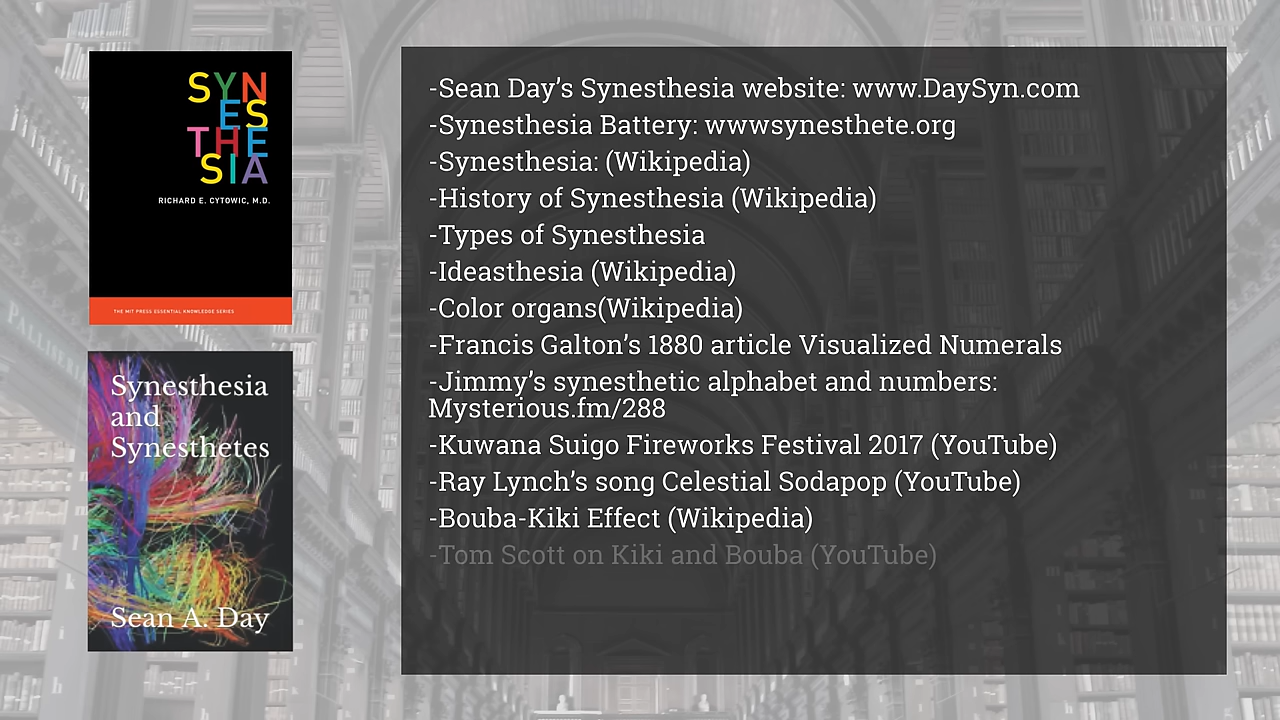 SYN
ES
THE
SIA
RICHARD E. CYTOWIC, M.D.
THE MIT PRESS ESSENTIAL KNOWLEDGE SERIES
Synesthesia
and
Synesthetes
Sean A. Day
-Sean Day’s Synesthesia website: www.DaySyn.com
-Synesthesia Battery: wwwsynesthete.org
-Synesthesia: (Wikipedia)
-History of Synesthesia (Wikipedia)
-Types of Synesthesia
-Ideasthesia (Wikipedia)
-Color organs(Wikipedia)
-Francis Galton’s 1880 article Visualized Numerals
-Jimmy’s synesthetic alphabet and numbers:
Mysterious.fm/288
-Kuwana Suigo Fireworks Festival 2017 (YouTube)
-Ray Lynch’s song Celestial Sodapop (YouTube)
-Bouba-Kiki Effect (Wikipedia)
-Tom Scott on Kiki and Bouba (YouTube)